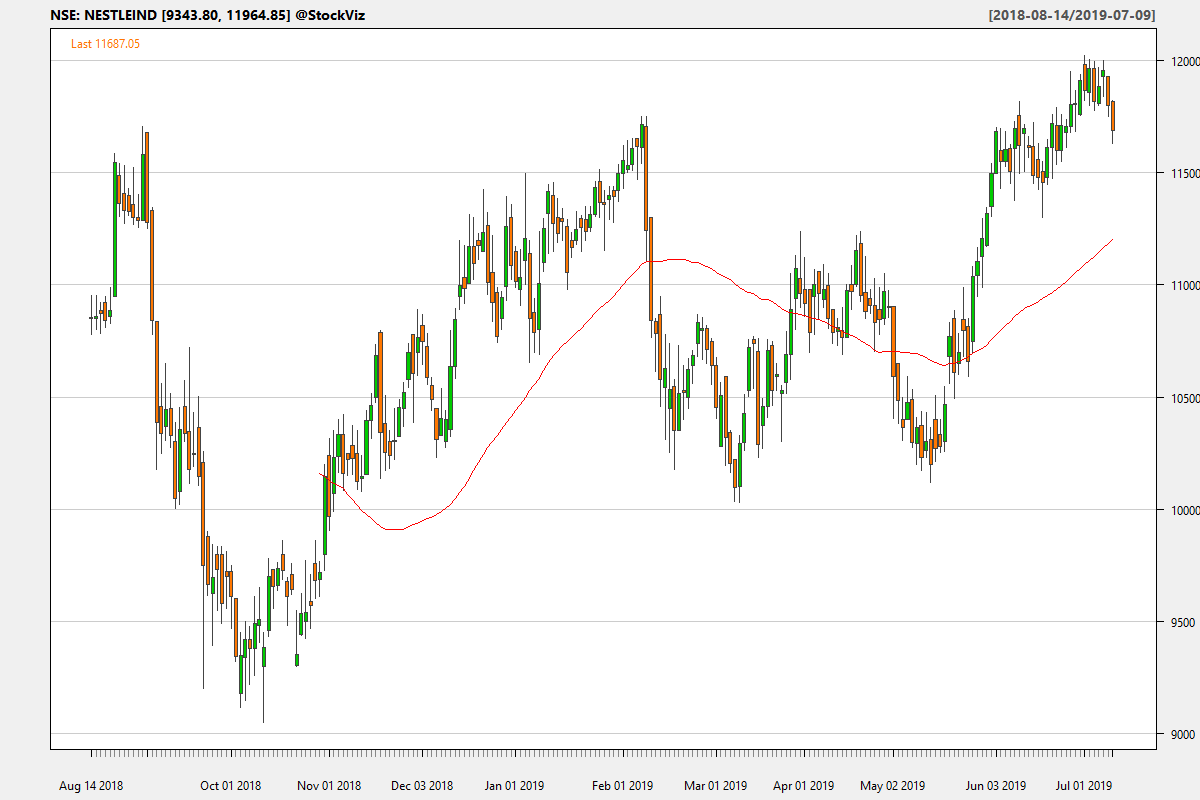 NSE: NESTLEIND [9343.80, 11964.85] @StockViz [2018-08-14/2019-07-09]
Last 11687.05
12000
11500
11000
10500
10000
9500
9000
Aug 14 2018 Oct 01 2018 Nov 01 2018 Dec 03 2018 Jan 01 2019 Feb 01 2019 Mar 01 2019 Apr 01 2019 May 02 2019 Jun 03 2019 Jul 01 2019